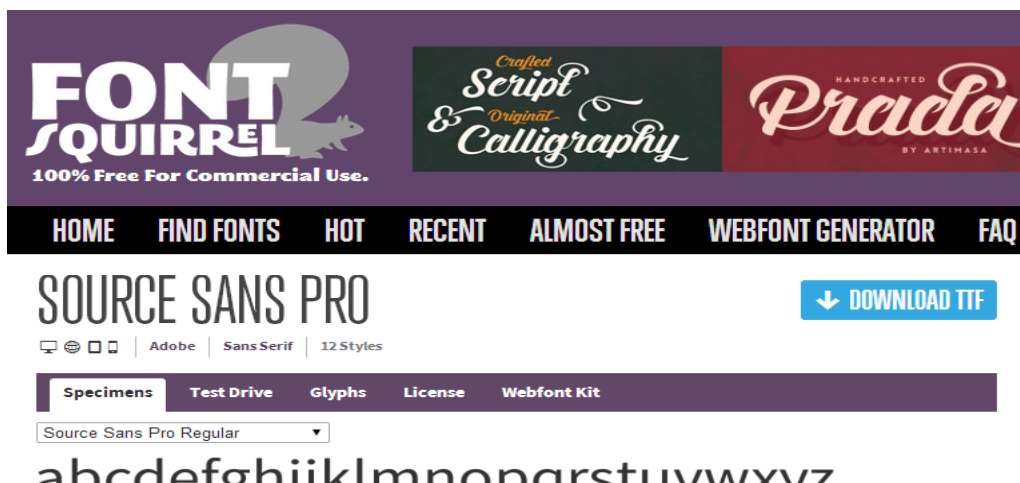 FONT
SQUIRREL
100% Free For Commercial Use.
Crafted
Script
& Original
Calligraphy
HANDCRAFTED
Prada
BY ARTIMASA
HOME FIND FONTS HOT RECENT ALMOST FREE WEBFONT GENERATOR FAQ
SOURCE SANS PRO
DOWNLOAD TTF
Adobe Sans Serif 12 Styles
Specimens Test Drive Glyphs License Webfont Kit
Source Sans Pro Regular
abcdefghijklmnopqrstuvwxyz